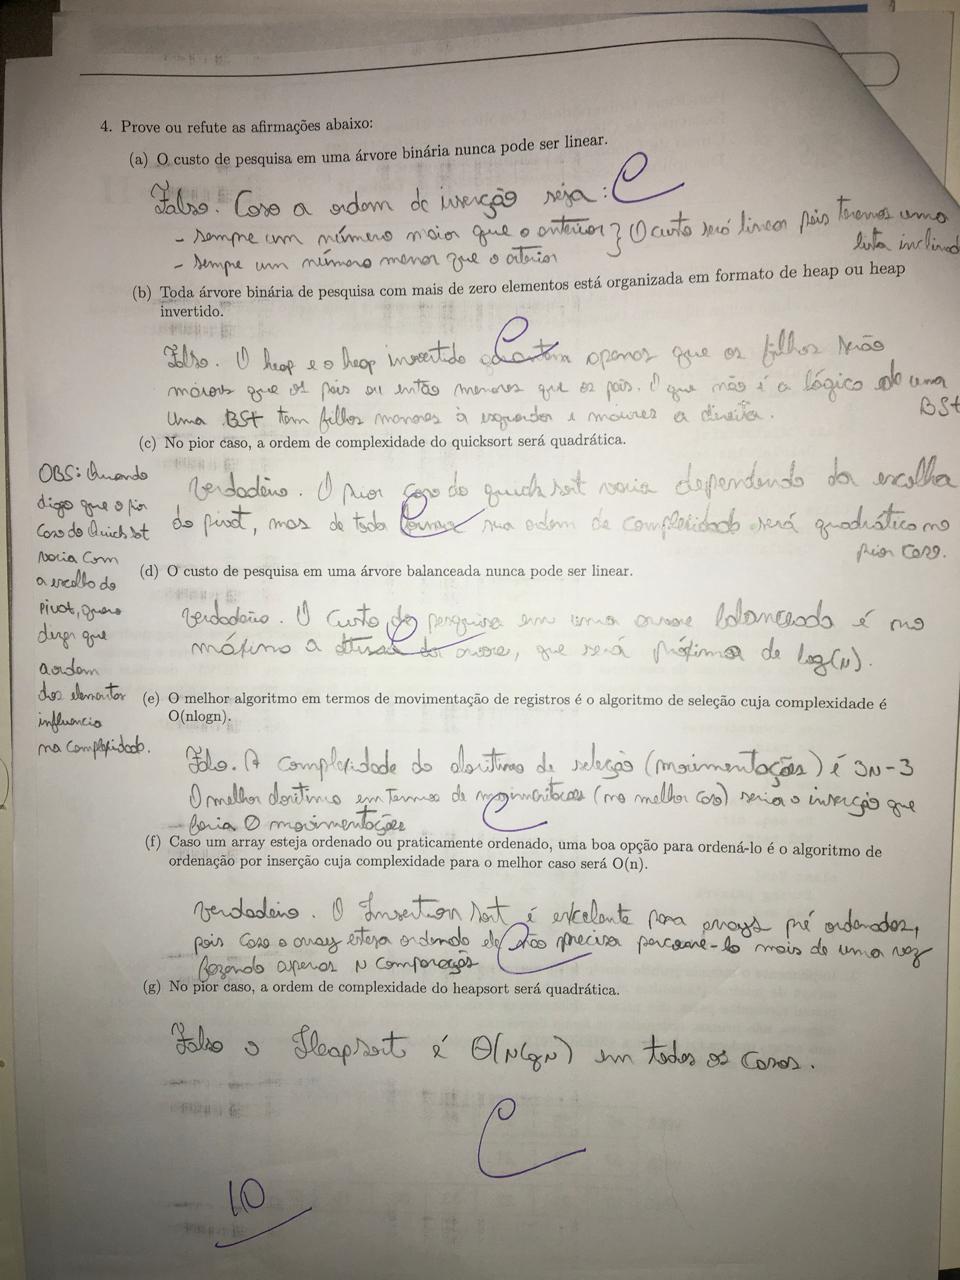 4. Prove ou refute as afirmações abaixo:
(a) O custo de pesquisa em uma árvore binária nunca pode ser linear.
Falso. Caso a ordem de inserção seja: C
- sempre um número maior que o anterior } O custo será linear pois teremos uma
lista inclinad
- sempre um número menor que o
(b) Toda árvore binária de pesquisa com mais de zero elementos está organizada em formato de heap ou heap
invertido.
Falso. O heap e o heap invertido apenas que os filhos serão C
maiores que os pais ou então menores que os pais. O que não é a lógica de uma
BST
uma BST tem filhos menores à esquerda e maiores a direita.
(c) No pior caso, a ordem de complexidade do quicksort será quadrática.
Verdadeiro. O pior caso do quick sort varia dependendo da escolha
do pivot, mas de toda forma sua ordem de complexidade será quadrático no
pior caso.
C
OBS: Quando
digo que o pior
caso do Quick Sort
varia com
a escolha do
pivot, quero
dizer que
a ordem
dos elementos
influencia
na complexidade.
(d) O custo de pesquisa em uma árvore balanceada nunca pode ser linear.
Verdadeiro. O custo de pesquisa em uma árvore balanceada é no
máximo a altura da árvore, que será próxima de log(N).
C
(e) O melhor algoritmo em termos de movimentação de registros é o algoritmo de seleção cuja complexidade é
O(nlogn).
Falso. A complexidade do de seleção (movimentações) é 3N-3
O melhor em termos de movimentações (no melhor caso) seria o inserção que
faria 0 movimentações
C
(f) Caso um array esteja ordenado ou praticamente ordenado, uma boa opção para ordená-lo é o algoritmo de
ordenação por inserção cuja complexidade para o melhor caso será O(n).
Verdadeiro. O Insertion Sort é excelente para arrays pré ordenados,
pois caso o array esteja ordenado ele não precisa percorre-lo mais de uma vez
fazendo apenas N comparações
C
(g) No pior caso, a ordem de complexidade do heapsort será quadrática.
Falso o HeapSort é Θ(NlgN) em todos os casos.
C
10